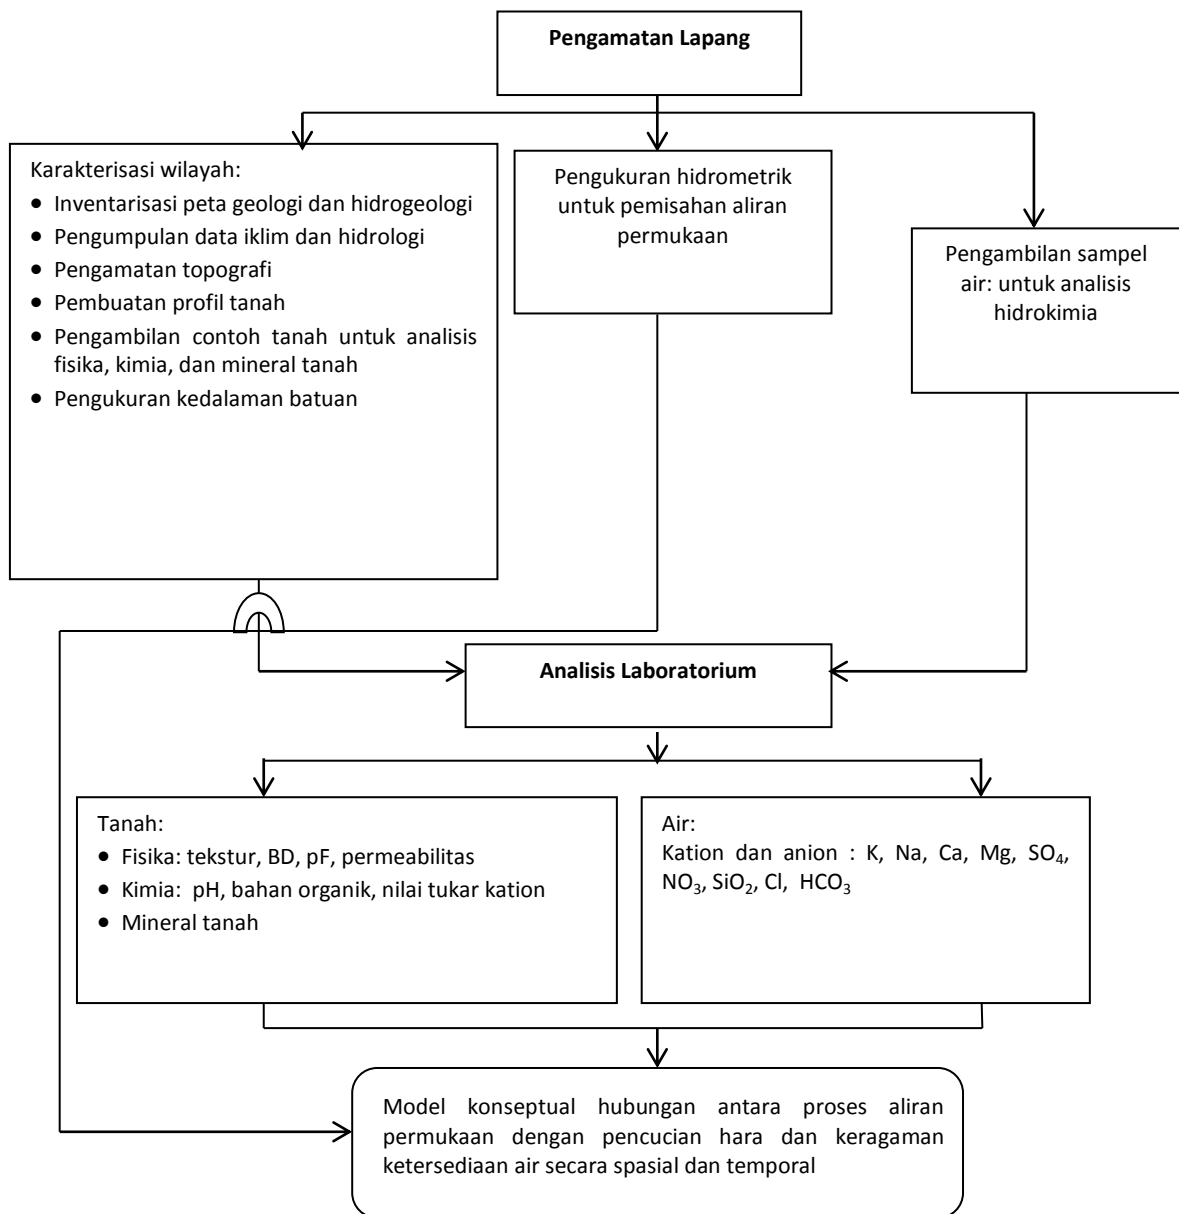 Pengamatan Lapang
Karakterisasi wilayah:
• Inventarisasi peta geologi dan hidrogeologi
• Pengumpulan data iklim dan hidrologi
• Pengamatan topografi
• Pembuatan profil tanah
• Pengambilan contoh tanah untuk analisis
fisika, kimia, dan mineral tanah
• Pengukuran kedalaman batuan
Pengukuran hidrometrik
untuk pemisahan aliran
permukaan
Pengambilan sampel
air: untuk analisis
hidrokimia
Analisis Laboratorium
Tanah:
• Fisika: tekstur, BD, pF, permeabilitas
• Kimia: pH, bahan organik, nilai tukar kation
• Mineral tanah
Air:
Kation dan anion : K, Na, Ca, Mg, SO₄,
NO₃, SiO₂, Cl, HCO₃
Model konseptual hubungan antara proses aliran
permukaan dengan pencucian hara dan keragaman
ketersediaan air secara spasial dan temporal